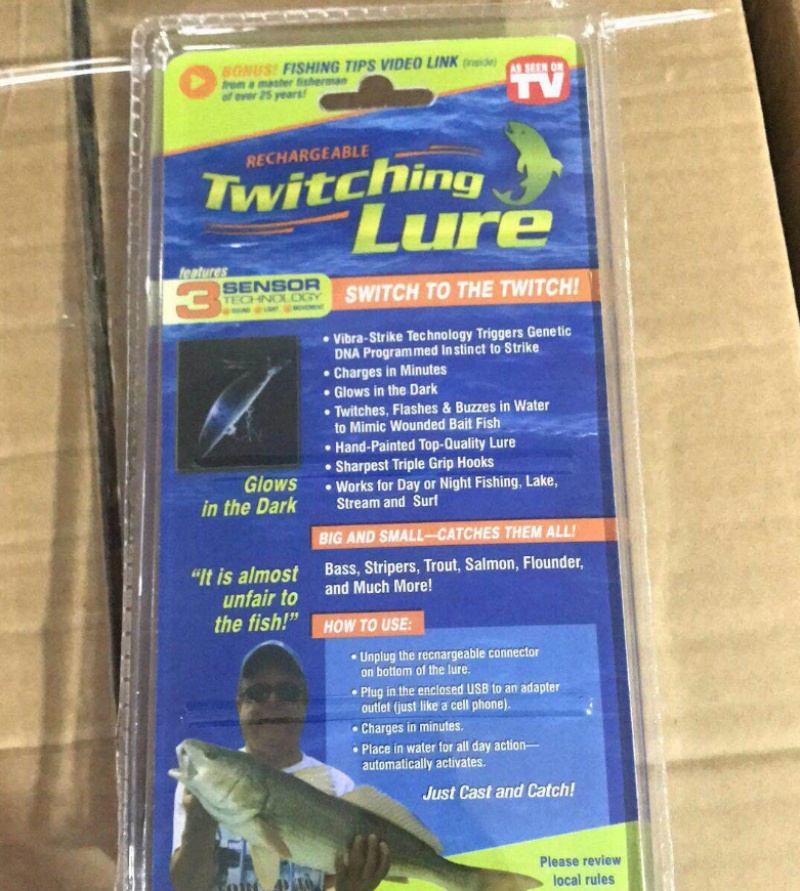 BONUS! FISHING TIPS VIDEO LINK (inside)
from a master fisherman
of over 25 years!
AS SEEN ON
TV
RECHARGEABLE
Twitching
Lure
features
3 SENSOR
TECHNOLOGY
SOUND LIGHT MOVEMENT
SWITCH TO THE TWITCH!
• Vibra-Strike Technology Triggers Genetic
DNA Programmed Instinct to Strike
• Charges in Minutes
• Glows in the Dark
• Twitches, Flashes & Buzzes in Water
to Mimic Wounded Bait Fish
• Hand-Painted Top-Quality Lure
• Sharpest Triple Grip Hooks
• Works for Day or Night Fishing, Lake,
Stream and Surf
Glows
in the Dark
BIG AND SMALL—CATCHES THEM ALL!
Bass, Stripers, Trout, Salmon, Flounder,
and Much More!
"It is almost
unfair to
the fish!"
HOW TO USE:
• Unplug the rechargeable connector
on bottom of the lure.
• Plug in the enclosed USB to an adapter
outlet (just like a cell phone).
• Charges in minutes.
• Place in water for all day action—
automatically activates.
Just Cast and Catch!
Please review
local rules